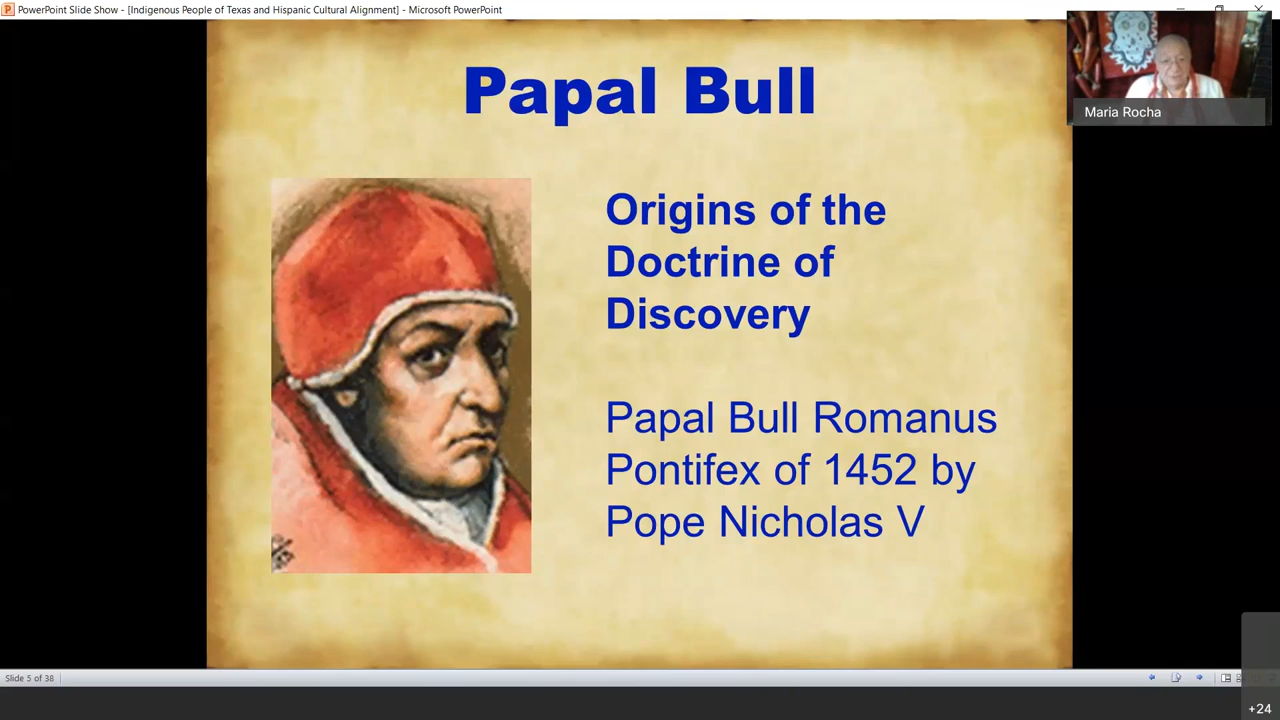 PowerPoint Slide Show - [Indigenous People of Texas and Hispanic Cultural Alignment] - Microsoft PowerPoint
Papal Bull
Maria Rocha
Origins of the
Doctrine of
Discovery
Papal Bull Romanus
Pontifex of 1452 by
Pope Nicholas V
Slide 5 of 38
+24